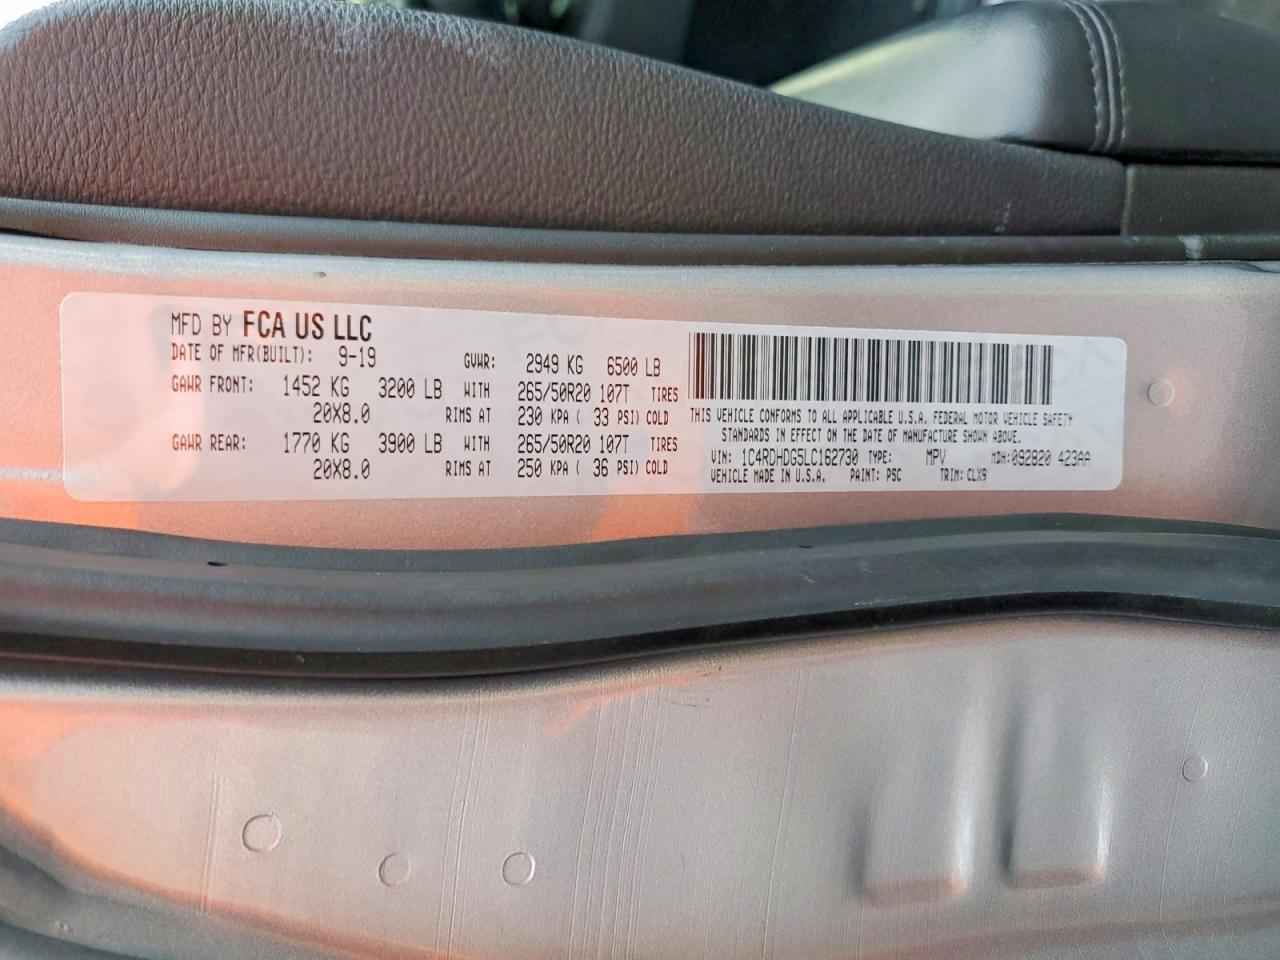 MFD BY FCA US LLC
DATE OF MFR(BUILT): 9-19 GVWR: 2949 KG 6500 LB
GAWR FRONT: 1452 KG 3200 LB WITH 265/50R20 107T TIRES
20X8.0 RIMS AT 230 KPA ( 33 PSI) COLD
GAWR REAR: 1770 KG 3900 LB WITH 265/50R20 107T TIRES
20X8.0 RIMS AT 250 KPA ( 36 PSI) COLD
THIS VEHICLE CONFORMS TO ALL APPLICABLE U.S.A. FEDERAL MOTOR VEHICLE SAFETY
STANDARDS IN EFFECT ON THE DATE OF MANUFACTURE SHOWN ABOVE.
VIN: 1C4RDHDG5LC162730 TYPE: MPV MDH:092820 423AA
VEHICLE MADE IN U.S.A. PAINT: PSC TRIM: CLX9